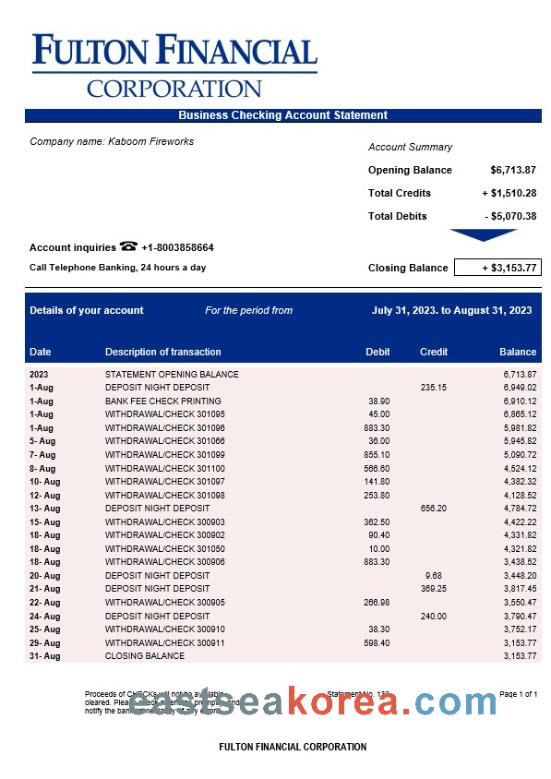 FULTON FINANCIAL
CORPORATION
Business Checking Account Statement
Company name: Kaboom Fireworks
Account Summary
Opening Balance $6,713.87
Total Credits + $1,510.28
Total Debits - $5,070.38
Account inquiries ☎ +1-8003858664
Call Telephone Banking, 24 hours a day
Closing Balance + $3,153.77
Details of your account For the period from July 31, 2023. to August 31, 2023
Date Description of transaction Debit Credit Balance
2023 STATEMENT OPENING BALANCE 6,713.87
1-Aug DEPOSIT NIGHT DEPOSIT 235.15 6,949.02
1-Aug BANK FEE CHECK PRINTING 38.90 6,910.12
1-Aug WITHDRAWAL/CHECK 301095 45.00 6,865.12
1-Aug WITHDRAWAL/CHECK 301096 883.30 5,981.82
5- Aug WITHDRAWAL/CHECK 301066 36.00 5,945.82
7- Aug WITHDRAWAL/CHECK 301099 855.10 5,090.72
8- Aug WITHDRAWAL/CHECK 301100 566.60 4,524.12
10- Aug WITHDRAWAL/CHECK 301097 141.80 4,382.32
12- Aug WITHDRAWAL/CHECK 301098 253.80 4,128.52
13- Aug DEPOSIT NIGHT DEPOSIT 656.20 4,784.72
15- Aug WITHDRAWAL/CHECK 300903 362.50 4,422.22
18- Aug WITHDRAWAL/CHECK 300902 90.40 4,331.82
18- Aug WITHDRAWAL/CHECK 301050 10.00 4,321.82
18- Aug WITHDRAWAL/CHECK 300906 883.30 3,438.52
20- Aug DEPOSIT NIGHT DEPOSIT 9.68 3,448.20
21- Aug DEPOSIT NIGHT DEPOSIT 369.25 3,817.45
22- Aug WITHDRAWAL/CHECK 300905 266.98 3,550.47
24- Aug DEPOSIT NIGHT DEPOSIT 240.00 3,790.47
25- Aug WITHDRAWAL/CHECK 300910 38.30 3,752.17
29- Aug WITHDRAWAL/CHECK 300911 598.40 3,153.77
31- Aug CLOSING BALANCE 3,153.77
Proceeds of CHECKs will not be available
Statement No. Page 1 of 1
cleared. Please
notify the bank
eastseakorea.com
FULTON FINANCIAL CORPORATION